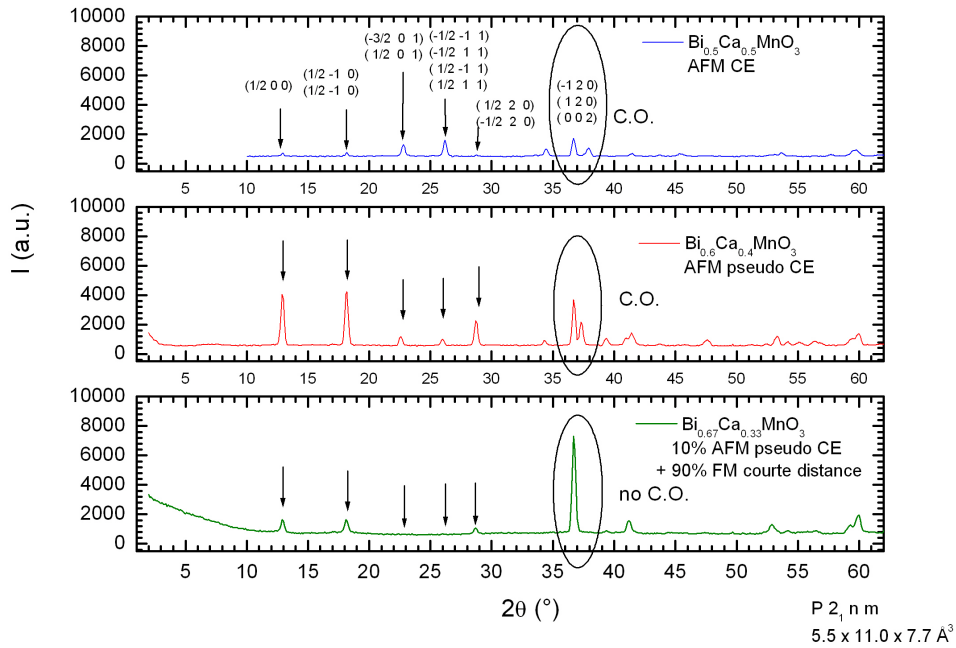 10000
8000
6000
4000
2000
0
(1/2 0 0)
(1/2 -1 0)
(1/2 -1 0)
(-3/2 0 1)
(1/2 0 1)
(-1/2 -1 1)
(-1/2 1 1)
(1/2 -1 1)
(1/2 1 1)
(1/2 2 0)
(-1/2 2 0)
(-1 2 0)
(1 2 0)
(0 0 2)
C.O.
Bi0.5Ca0.5MnO3
AFM CE
5 10 15 20 25 30 35 40 45 50 55 60
I (a.u.)
10000
8000
6000
4000
2000
0
C.O.
Bi0.6Ca0.4MnO3
AFM pseudo CE
5 10 15 20 25 30 35 40 45 50 55 60
10000
8000
6000
4000
2000
0
Bi0.67Ca0.33MnO3
10% AFM pseudo CE
+ 90% FM courte distance
no C.O.
5 10 15 20 25 30 35 40 45 50 55 60
2θ (°)
P 21 n m
5.5 x 11.0 x 7.7 Å3